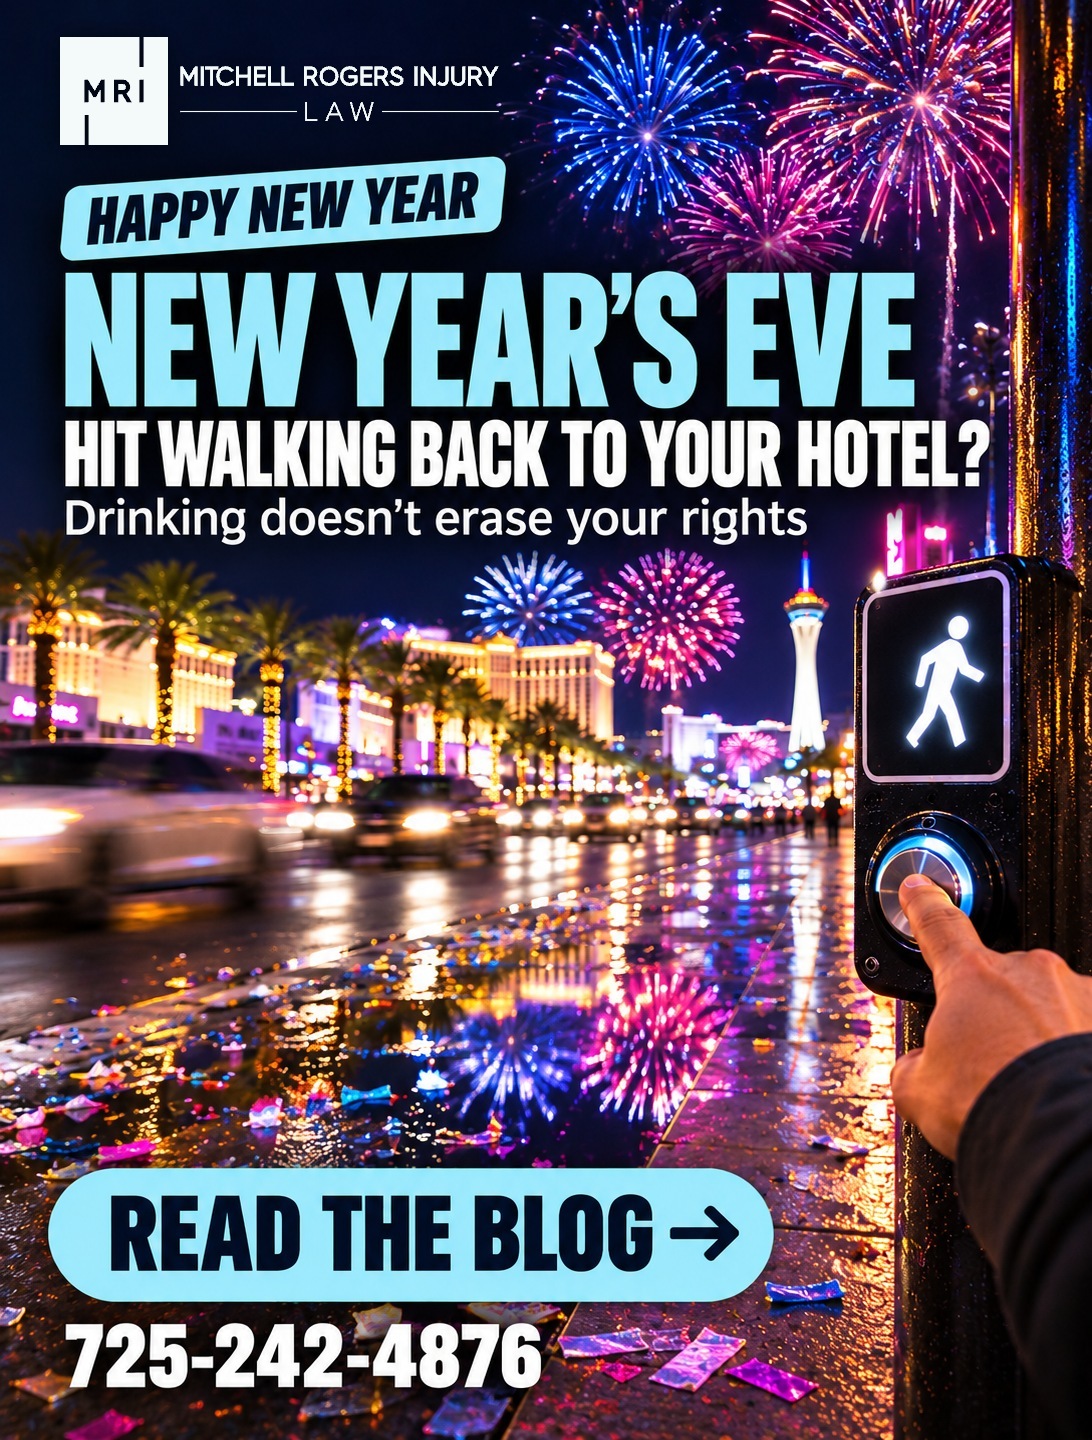 MRI
MITCHELL ROGERS INJURY
LAW
HAPPY NEW YEAR
NEW YEAR'S EVE
HIT WALKING BACK TO YOUR HOTEL?
Drinking doesn't erase your rights
READ THE BLOG →
725-242-4876